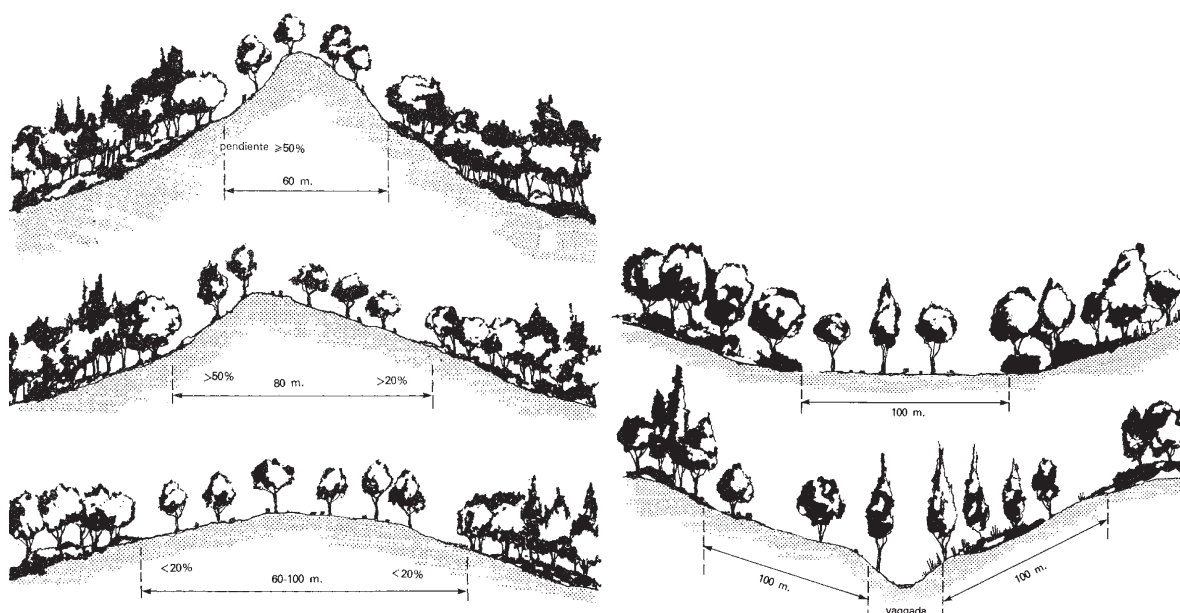 pendiente ⩾50%
60 m.
>50%
80 m.
>20%
<20%
60-100 m.
<20%
100 m.
100 m.
100 m.
vaggada